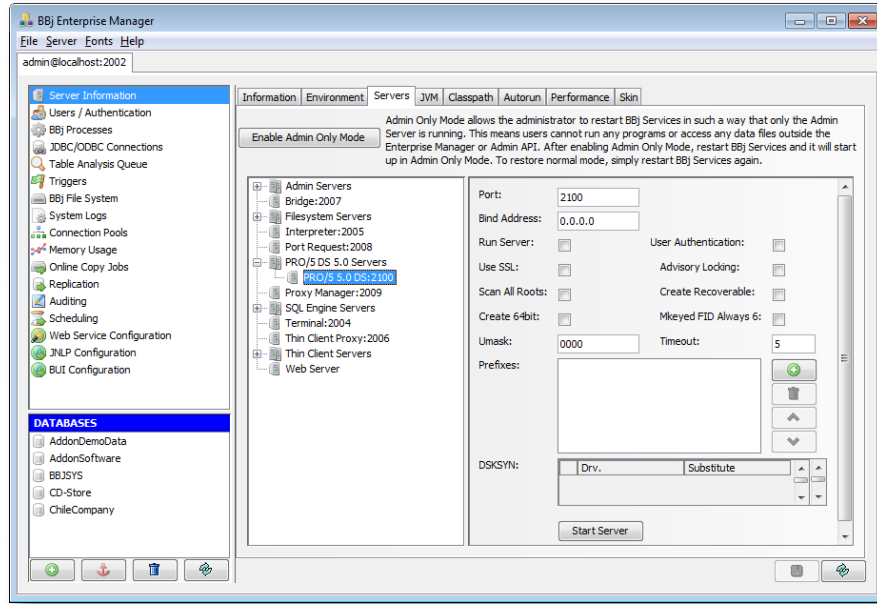 BBj Enterprise Manager
File Server Fonts Help
admin@localhost:2002
Server Information
Users / Authentication
BBj Processes
JDBC/ODBC Connections
Table Analysis Queue
Triggers
BBj File System
System Logs
Connection Pools
Memory Usage
Online Copy Jobs
Replication
Auditing
Scheduling
Web Service Configuration
JNLP Configuration
BUI Configuration
DATABASES
AddonDemoData
AddonSoftware
BBJSYS
CD-Store
ChileCompany
Information Environment Servers JVM Classpath Autorun Performance Skin
Enable Admin Only Mode
Admin Only Mode allows the administrator to restart BBj Services in such a way that only the Admin
Server is running. This means users cannot run any programs or access any data files outside the
Enterprise Manager or Admin API. After enabling Admin Only Mode, restart BBj Services and it will start
up in Admin Only Mode. To restore normal mode, simply restart BBj Services again.
Admin Servers
Bridge:2007
Filesystem Servers
Interpreter:2005
Port Request:2008
PRO/5 DS 5.0 Servers
PRO/5 5.0 DS:2100
Proxy Manager:2009
SQL Engine Servers
Terminal:2004
Thin Client Proxy:2006
Thin Client Servers
Web Server
Port: 2100
Bind Address: 0.0.0.0
Run Server: User Authentication:
Use SSL: Advisory Locking:
Scan All Roots: Create Recoverable:
Create 64bit: Mkeyed FID Always 6:
Umask: 0000 Timeout: 5
Prefixes:
DSKSYN: Drv. Substitute
Start Server